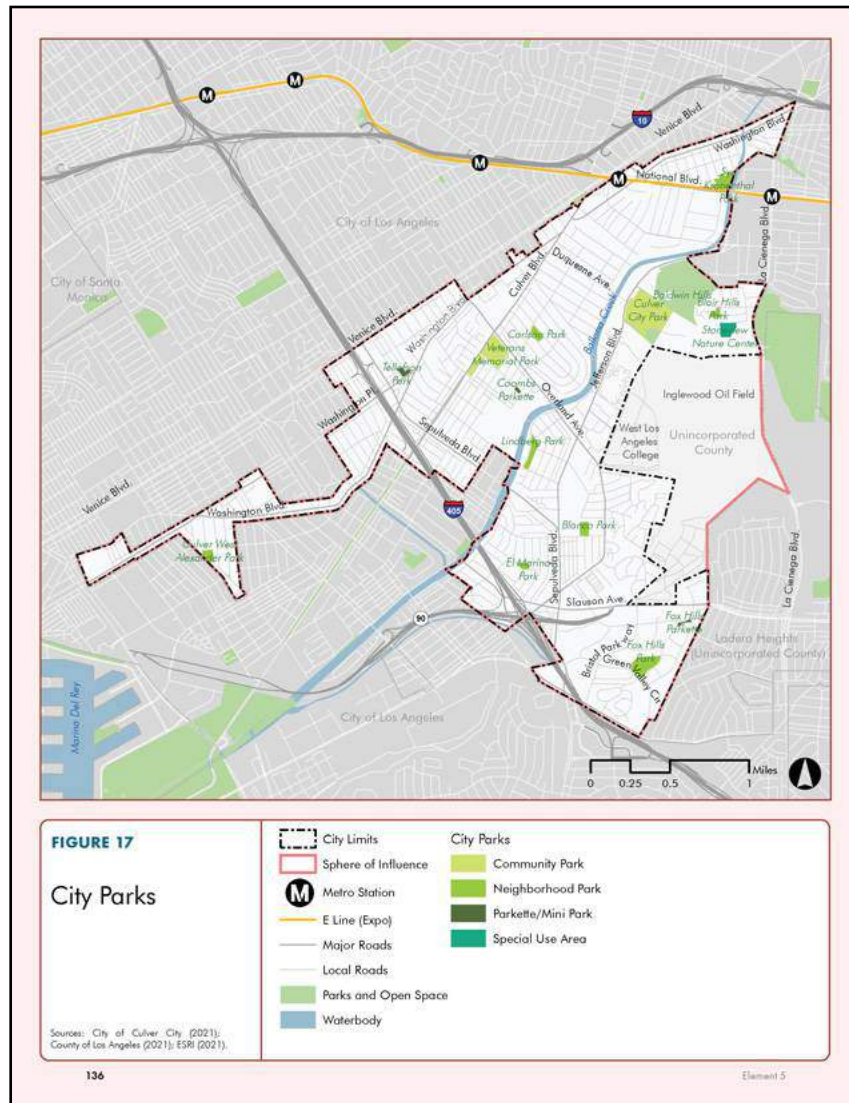 M
M
10
Venice Blvd.
Washington Blvd.
M
M
National Blvd.
Syd
Kronenthal
Park
M
City of Los Angeles
La Cienega Blvd.
Culver Blvd.
Duquesne Ave.
City of Santa
Monica
Washington Blvd.
Venice Blvd.
Ballona Creek
Culver
City Park
Baldwin Hills
Blair Hills
Park
Stoneview
Nature Center
Jefferson Blvd.
Carlson Park
Veterans
Memorial Park
Tellefson
Park
Coombs
Parkette
Overland Ave.
Inglewood Oil Field
Washington Pl.
West Los
Angeles
College
Unincorporated
County
Sepulveda Blvd.
Lindberg Park
Venice Blvd.
Washington Blvd.
405
Culver West
Alexander Park
Blanco Park
El Marino
Park
Sepulveda Blvd.
La Cienega Blvd.
Slauson Ave.
90
Fox Hills
Parkette
Bristol Park way
Fox Hills
Park
Green Valley Cir
Ladera Heights
(Unincorporated County)
City of Los Angeles
Marina Del Rey
Miles
0 0.25 0.5 1
FIGURE 17
City Parks
Sources: City of Culver City (2021);
County of Los Angeles (2021); ESRI (2021).
City Limits
Sphere of Influence
M Metro Station
E Line (Expo)
Major Roads
Local Roads
Parks and Open Space
Waterbody
City Parks
Community Park
Neighborhood Park
Parkette/Mini Park
Special Use Area
136
Element 5